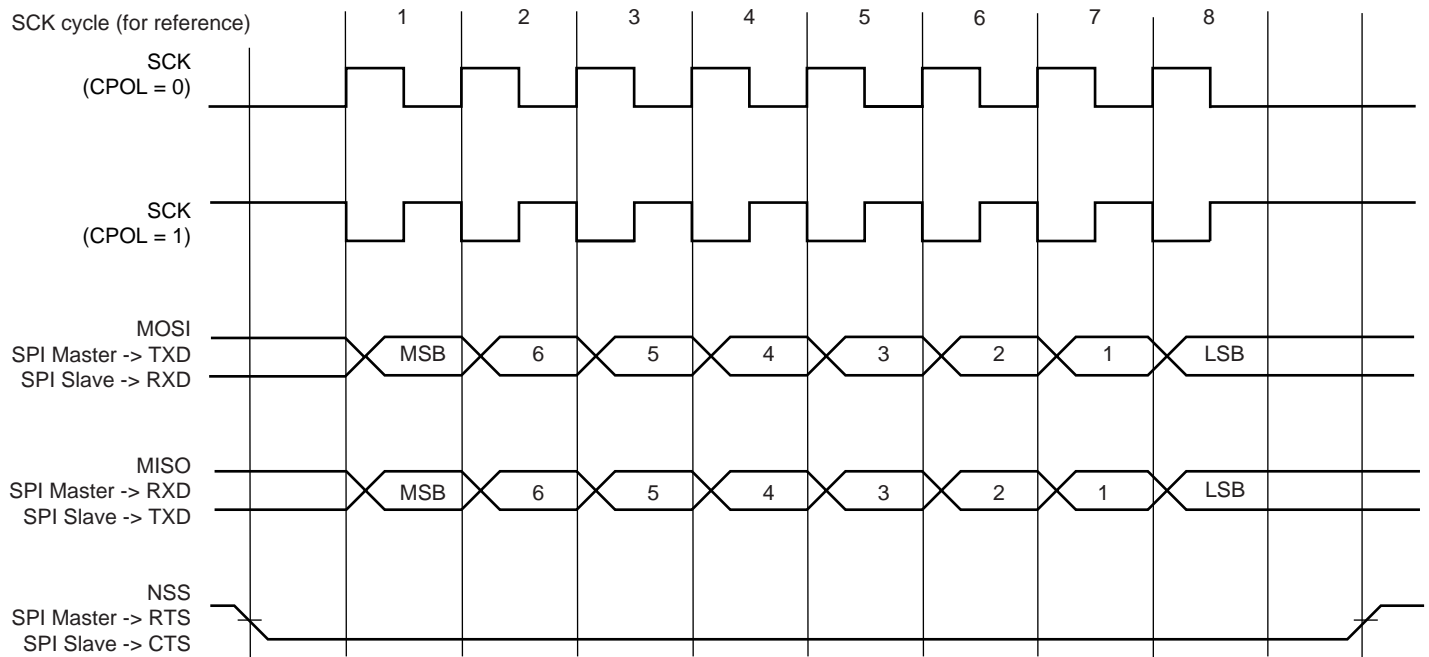 SCK cycle (for reference)
1 2 3 4 5 6 7 8
SCK
(CPOL = 0)
SCK
(CPOL = 1)
MOSI
SPI Master -> TXD
SPI Slave -> RXD
MSB 6 5 4 3 2 1 LSB
MISO
SPI Master -> RXD
SPI Slave -> TXD
MSB 6 5 4 3 2 1 LSB
NSS
SPI Master -> RTS
SPI Slave -> CTS